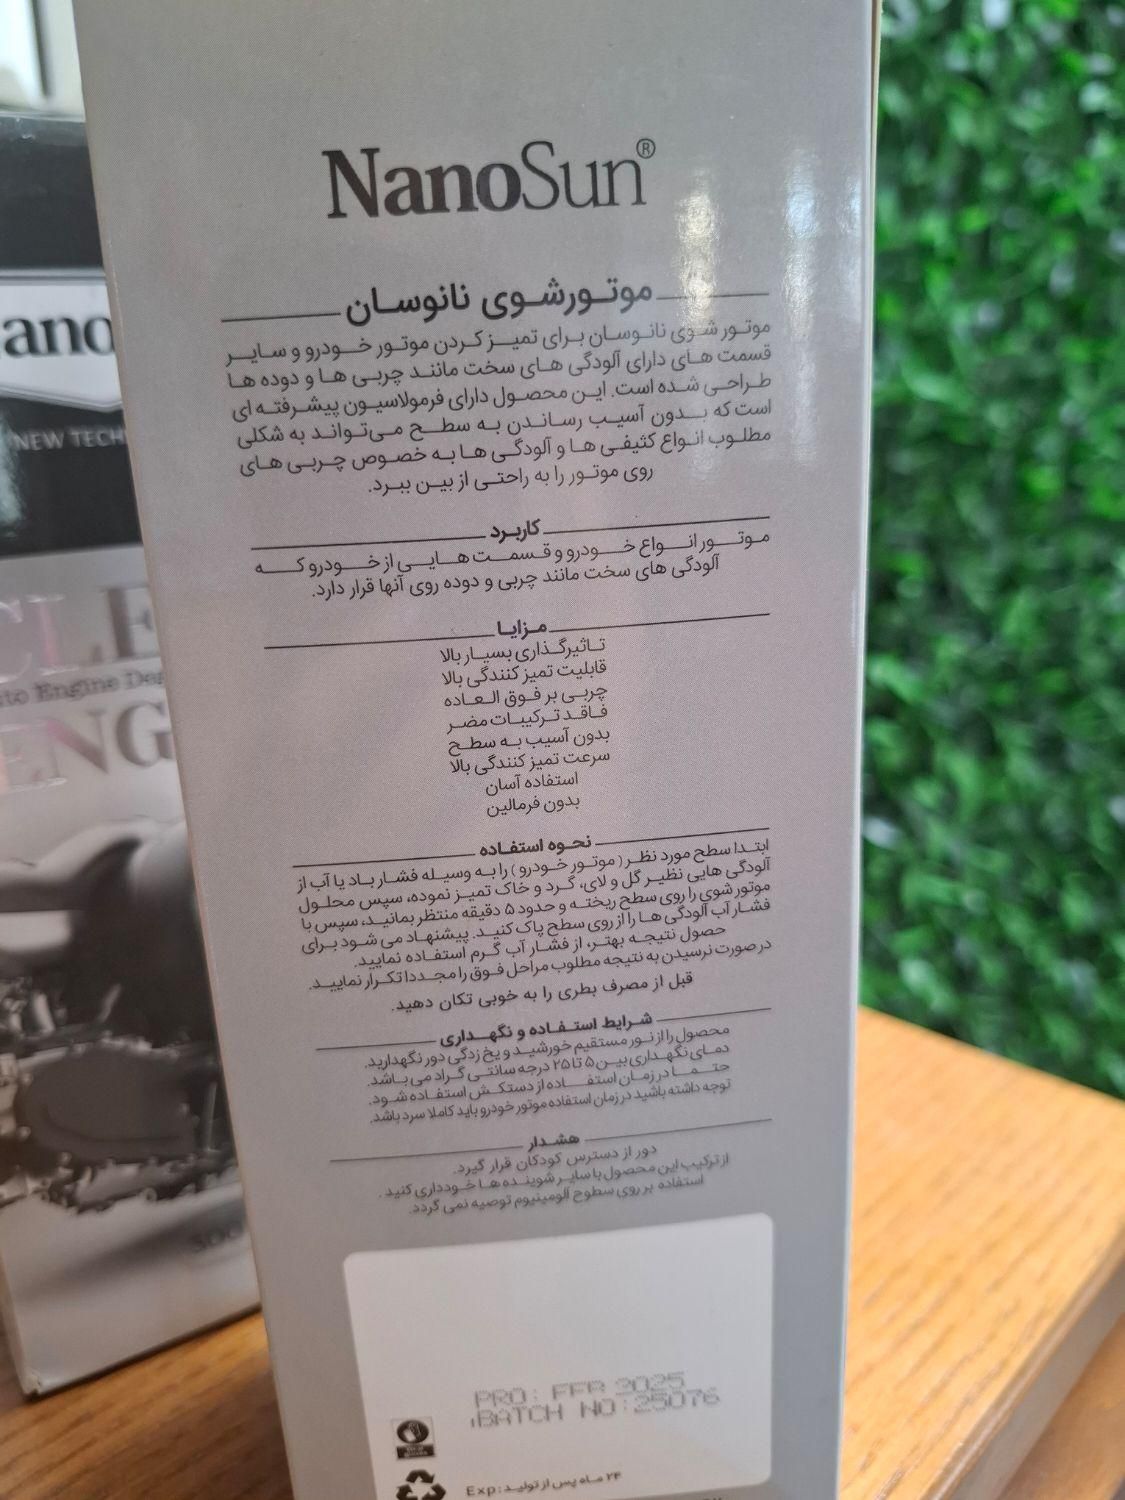 NanoSun®
موتورشوی نانوسان
موتور شوی نانوسان برای تمیز کردن موتور خودرو و سایر
قسمت های دارای آلودگی های سخت مانند چربی ها و دوده ها
طراحی شده است. این محصول دارای فرمولاسیون پیشرفته ای
است که بدون آسیب رساندن به سطح می‌تواند به شکلی
مطلوب انواع کثیفی ها و آلودگی ها به خصوص چربی های
روی موتور را به راحتی از بین ببرد.
کاربرد
موتور انواع خودرو و قسمت هایی از خودرو که
آلودگی های سخت مانند چربی و دوده روی آنها قرار دارد.
مزایا
تاثیرگذاری بسیار بالا
قابلیت تمیز کنندگی بالا
چربی بر فوق العاده
فاقد ترکیبات مضر
بدون آسیب به سطح
سرعت تمیز کنندگی بالا
استفاده آسان
بدون فرمالین
نحوه استفاده
ابتدا سطح مورد نظر (موتور خودرو) را به وسیله فشار باد یا آب از
آلودگی هایی نظیر گل و لای، گرد و خاک تمیز نموده، سپس محلول
موتور شوی را روی سطح ریخته و حدود ۵ دقیقه منتظر بمانید، سپس با
فشار آب آلودگی ها را از روی سطح پاک کنید. پیشنهاد می شود برای
حصول نتیجه بهتر، از فشار آب گرم استفاده نمایید.
در صورت نرسیدن به نتیجه مطلوب مراحل فوق را مجددا تکرار نمایید.
قبل از مصرف بطری را به خوبی تکان دهید.
شرایط استفاده و نگهداری
محصول را از نور مستقیم خورشید و یخ زدگی دور نگهدارید.
دمای نگهداری بین ۵ تا ۲۵ درجه سانتی گراد می باشد.
حتما در زمان استفاده از دستکش استفاده شود.
توجه داشته باشید در زمان استفاده موتور خودرو باید کاملا سرد باشد.
هشدار
دور از دسترس کودکان قرار گیرد.
از ترکیب این محصول با سایر شوینده ها خودداری کنید.
استفاده بر روی سطوح آلومینیوم توصیه نمی گردد.
PRO: FEB 2025
BATCH NO:25076
Exp: ۲۴ ماه پس از تولید
ano
NEW TECH
CLE
to Engine De
ENG